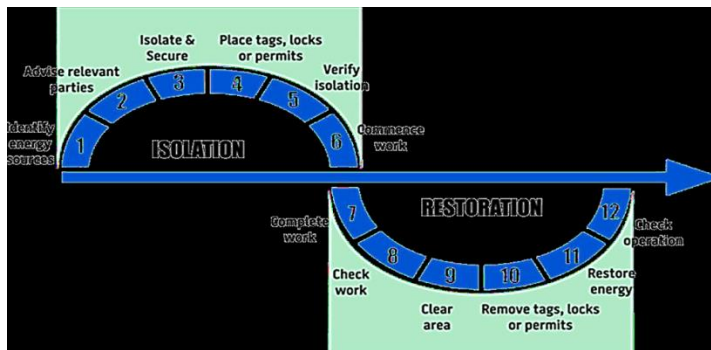 Isolate &
Secure
Place tags, locks
or permits
Advise relevant
parties
Verify
isolation
Identify
energy
sources
Commence
work
1
2
3
4
5
6
ISOLATION
RESTORATION
7
8
9
10
11
12
Complete
work
Check
work
Clear
area
Remove tags, locks
or permits
Restore
energy
Check
operation